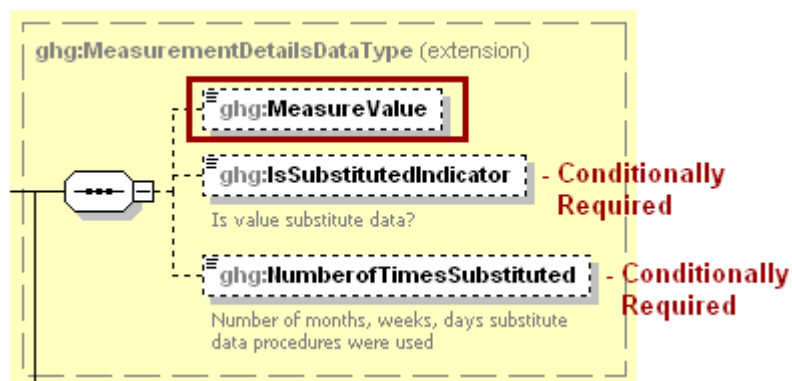 ghg:MeasurementDetailsDataType (extension)
ghg:MeasureValue
ghg:IsSubstitutedIndicator - Conditionally
Required
Is value substitute data?
ghg:NumberofTimesSubstituted - Conditionally
Required
Number of months, weeks, days substitute
data procedures were used